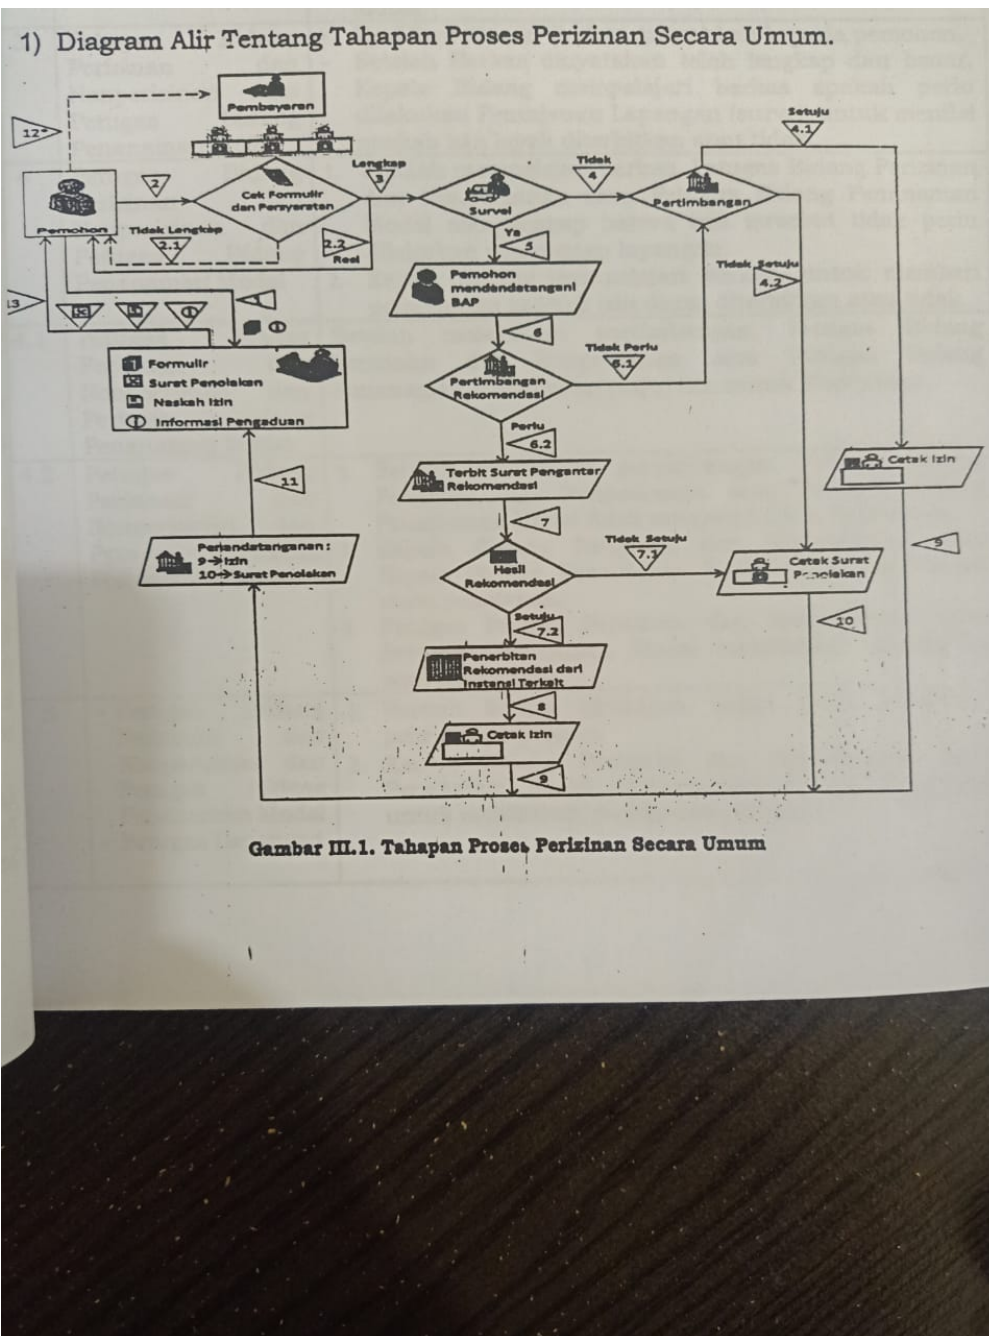 1) Diagram Alir Tentang Tahapan Proses Perizinan Secara Umum.
Pembayaran
12*
Setuju
4.1
2
Lengkap
3
Tidak
4
Cek Formulir
dan Persyaratan
Survei
Pertimbangan
Pemohon
Tidak Lengkap
2.1
2.2
Resi
Ya
5
Tidak Setuju
4.2
Pemohon
mendandatangani
BAP
13
1
6
Formulir
Surat Penolakan
Naskah Izin
Informasi Pengaduan
Pertimbangan
Rekomendasi
Tidak Perlu
6.1
Perlu
6.2
Terbit Surat Pengantar
Rekomendasi
Cetak Izin
11
7
Penandatanganan :
9→Izin
10→Surat Penolakan
Hasil
Rekomendasi
Tidak Setuju
7.1
Cetak Surat
Penolakan
9
10
Setuju
7.2
Penerbitan
Rekomendasi dari
Instansi Terkait
8
Cetak Izin
9
Gambar III.1. Tahapan Proses Perizinan Secara Umum